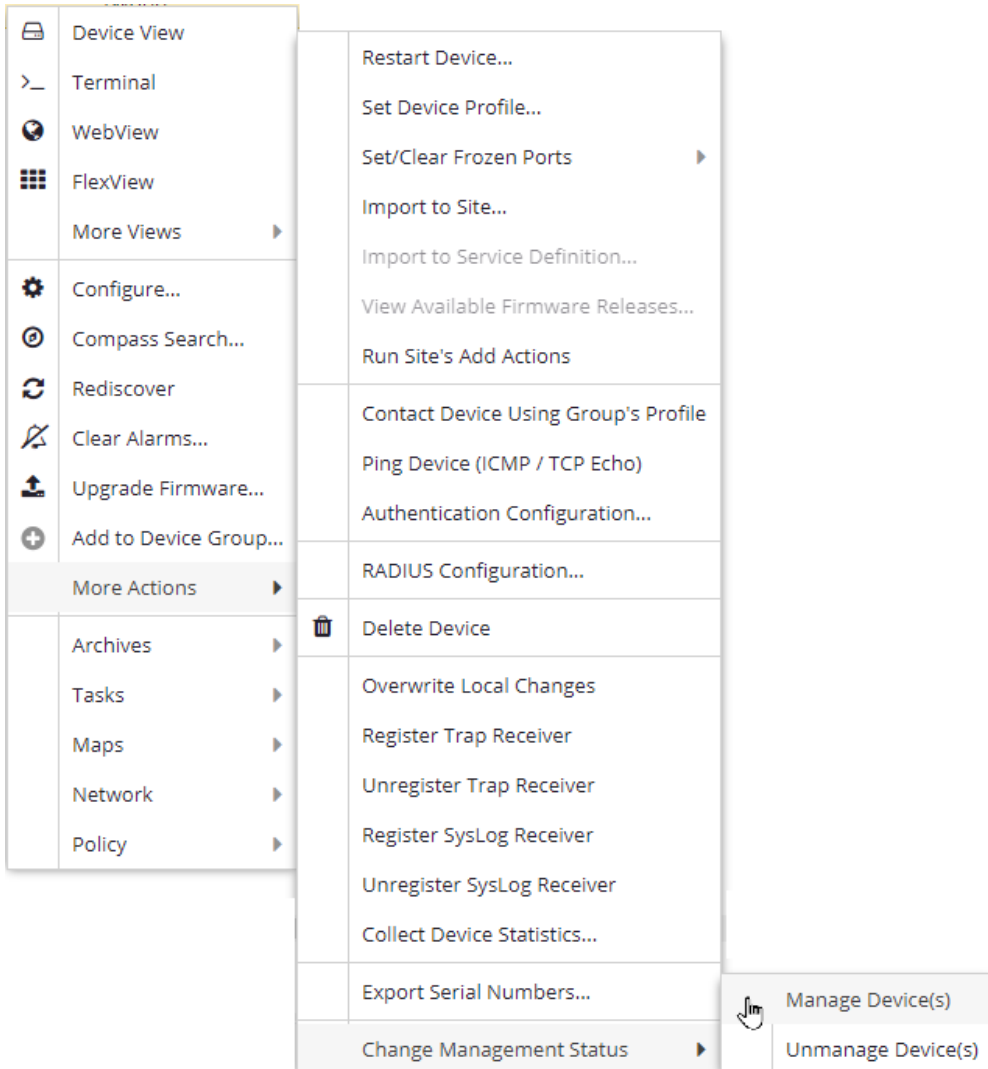 Device View
Terminal
WebView
FlexView
More Views
Configure...
Compass Search...
Rediscover
Clear Alarms...
Upgrade Firmware...
Add to Device Group...
More Actions
Archives
Tasks
Maps
Network
Policy
Restart Device...
Set Device Profile...
Set/Clear Frozen Ports
Import to Site...
Import to Service Definition...
View Available Firmware Releases...
Run Site's Add Actions
Contact Device Using Group's Profile
Ping Device (ICMP / TCP Echo)
Authentication Configuration...
RADIUS Configuration...
Delete Device
Overwrite Local Changes
Register Trap Receiver
Unregister Trap Receiver
Register SysLog Receiver
Unregister SysLog Receiver
Collect Device Statistics...
Export Serial Numbers...
Change Management Status
Manage Device(s)
Unmanage Device(s)